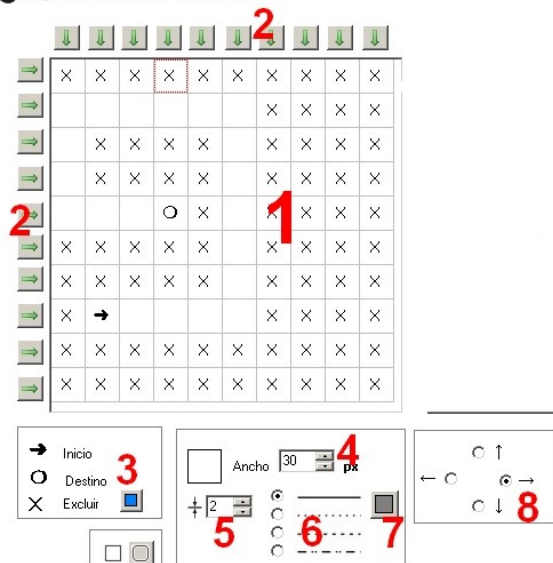 2
X X X X X X X X X X
X X X X
X X X X X X X X
X X X X X X X X
2 O X X X X X
1
X X X X X X X X X
X X X X X X X X X
X → X X X X
X X X X X X X X X X
X X X X X X X X X X
→ Inicio
O Destino 3
X Excluir
Ancho 30 px 4
2
5 6 7
↑
← →
↓ 8